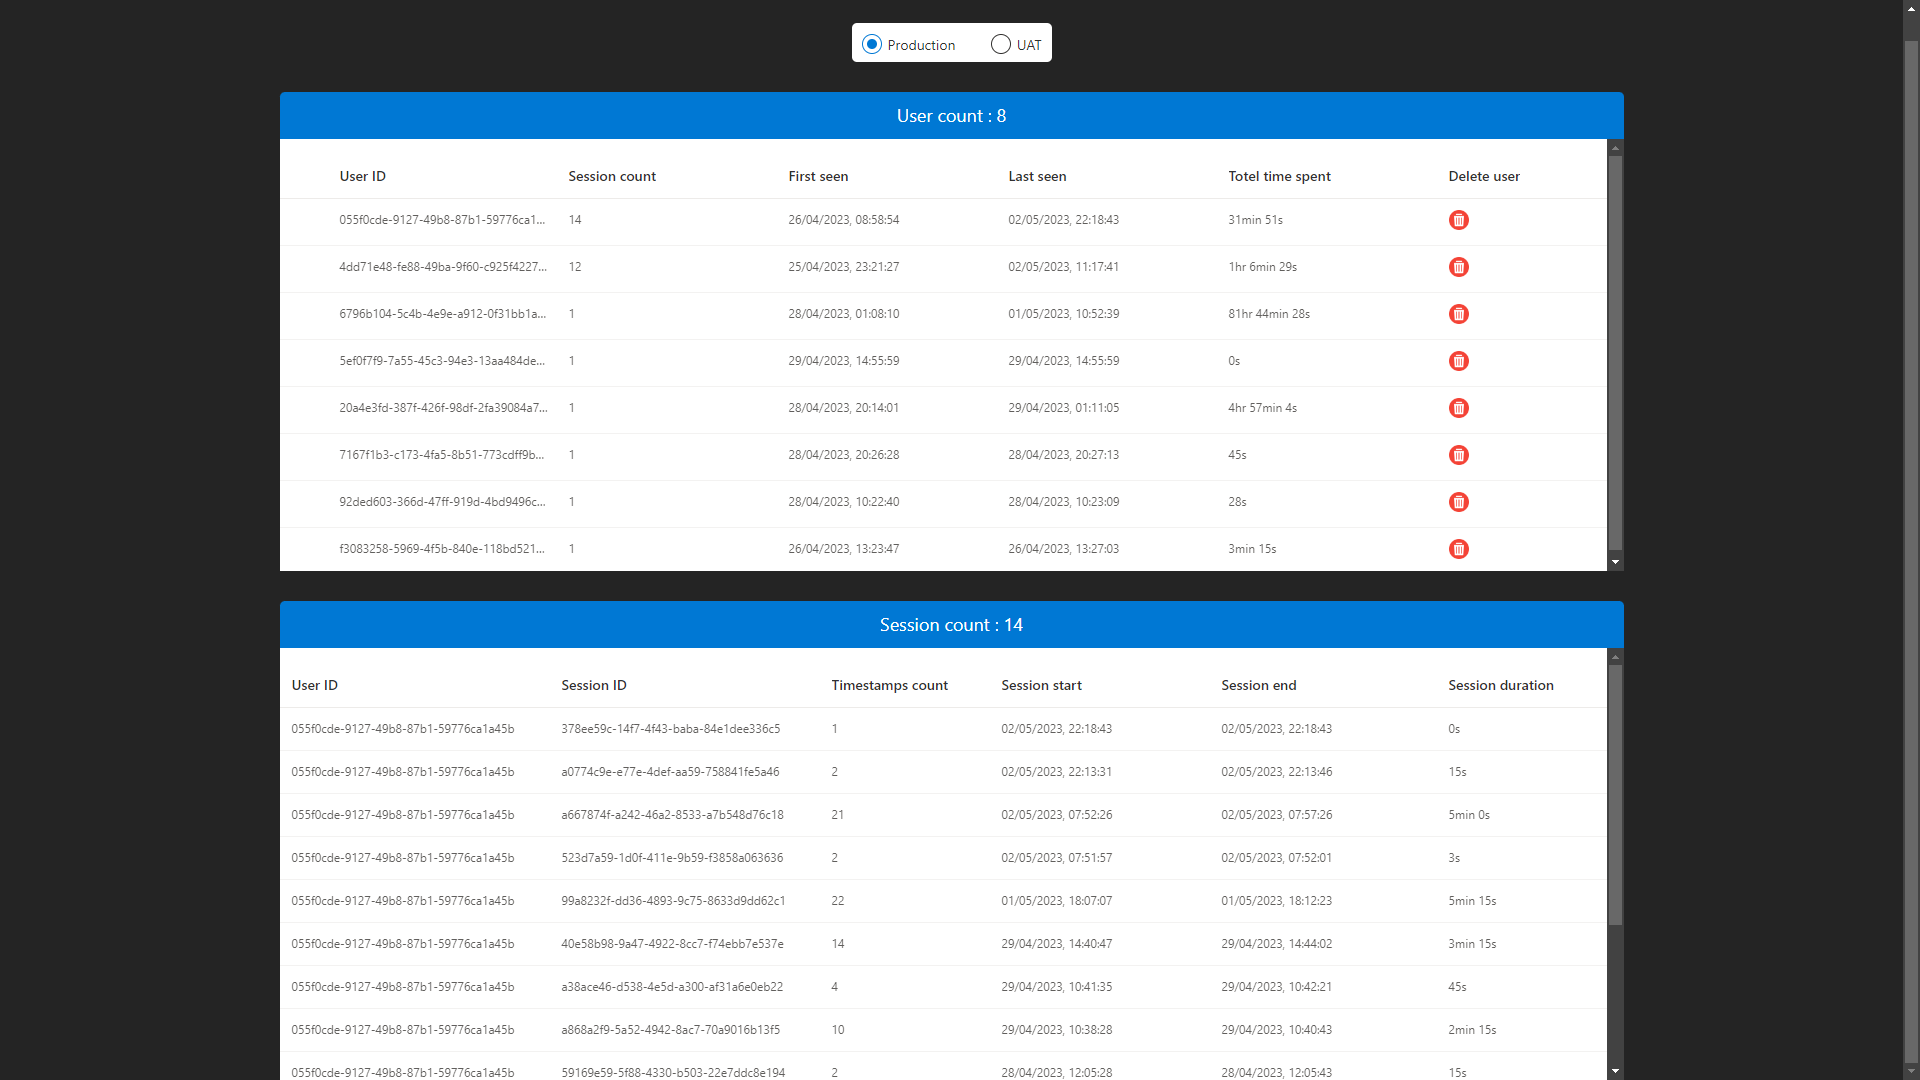 Production UAT
User count : 8
User ID Session count First seen Last seen Totel time spent Delete user
055f0cde-9127-49b8-87b1-59776ca1... 14 26/04/2023, 08:58:54 02/05/2023, 22:18:43 31min 51s
4dd71e48-fe88-49ba-9f60-c925f4227... 12 25/04/2023, 23:21:27 02/05/2023, 11:17:41 1hr 6min 29s
6796b104-5c4b-4e9e-a912-0f31bb1a... 1 28/04/2023, 01:08:10 01/05/2023, 10:52:39 81hr 44min 28s
5ef0f7f9-7a55-45c3-94e3-13aa484de... 1 29/04/2023, 14:55:59 29/04/2023, 14:55:59 0s
20a4e3fd-387f-426f-98df-2fa39084a7... 1 28/04/2023, 20:14:01 29/04/2023, 01:11:05 4hr 57min 4s
7167f1b3-c173-4fa5-8b51-773cdff9b... 1 28/04/2023, 20:26:28 28/04/2023, 20:27:13 45s
92ded603-366d-47ff-919d-4bd9496c... 1 28/04/2023, 10:22:40 28/04/2023, 10:23:09 28s
f3083258-5969-4f5b-840e-118bd521... 1 26/04/2023, 13:23:47 26/04/2023, 13:27:03 3min 15s
Session count : 14
User ID Session ID Timestamps count Session start Session end Session duration
055f0cde-9127-49b8-87b1-59776ca1a45b 378ee59c-14f7-4f43-baba-84e1dee336c5 1 02/05/2023, 22:18:43 02/05/2023, 22:18:43 0s
055f0cde-9127-49b8-87b1-59776ca1a45b a0774c9e-e77e-4def-aa59-758841fe5a46 2 02/05/2023, 22:13:31 02/05/2023, 22:13:46 15s
055f0cde-9127-49b8-87b1-59776ca1a45b a667874f-a242-46a2-8533-a7b548d76c18 21 02/05/2023, 07:52:26 02/05/2023, 07:57:26 5min 0s
055f0cde-9127-49b8-87b1-59776ca1a45b 523d7a59-1d0f-411e-9b59-f3858a063636 2 02/05/2023, 07:51:57 02/05/2023, 07:52:01 3s
055f0cde-9127-49b8-87b1-59776ca1a45b 99a8232f-dd36-4893-9c75-8633d9dd62c1 22 01/05/2023, 18:07:07 01/05/2023, 18:12:23 5min 15s
055f0cde-9127-49b8-87b1-59776ca1a45b 40e58b98-9a47-4922-8cc7-f74ebb7e537e 14 29/04/2023, 14:40:47 29/04/2023, 14:44:02 3min 15s
055f0cde-9127-49b8-87b1-59776ca1a45b a38ace46-d538-4e5d-a300-af31a6e0eb22 4 29/04/2023, 10:41:35 29/04/2023, 10:42:21 45s
055f0cde-9127-49b8-87b1-59776ca1a45b a868a2f9-5a52-4942-8ac7-70a9016b13f5 10 29/04/2023, 10:38:28 29/04/2023, 10:40:43 2min 15s
055f0cde-9127-49b8-87b1-59776ca1a45b 59169e59-5f88-4330-b503-22e7ddc8e194 2 28/04/2023, 12:05:28 28/04/2023, 12:05:43 15s